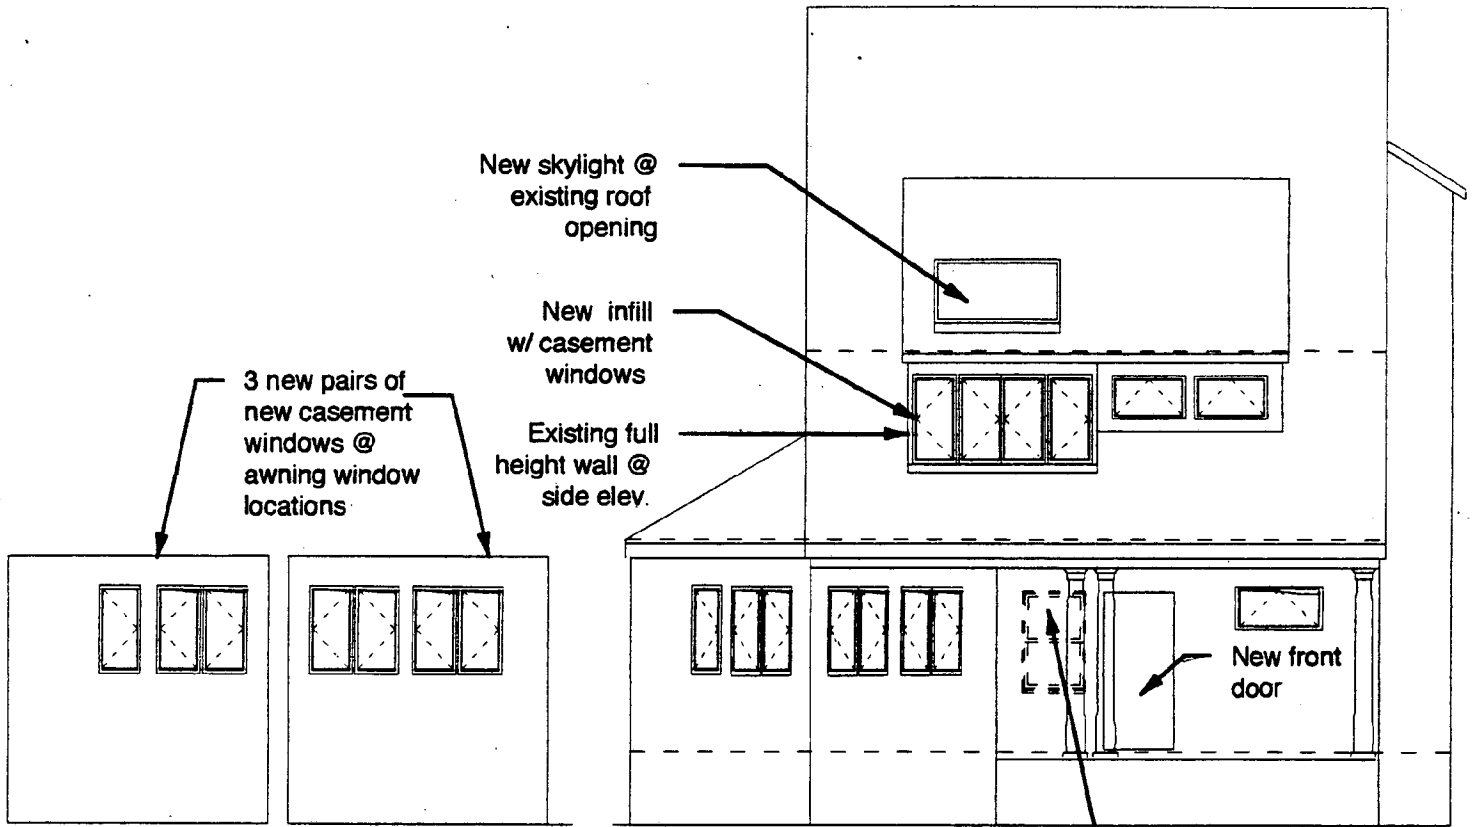 New skylight @
existing roof
opening
New infill
w/ casement
windows
3 new pairs of
new casement
windows @
awning window
locations
Existing full
height wall @
side elev.
New front
door